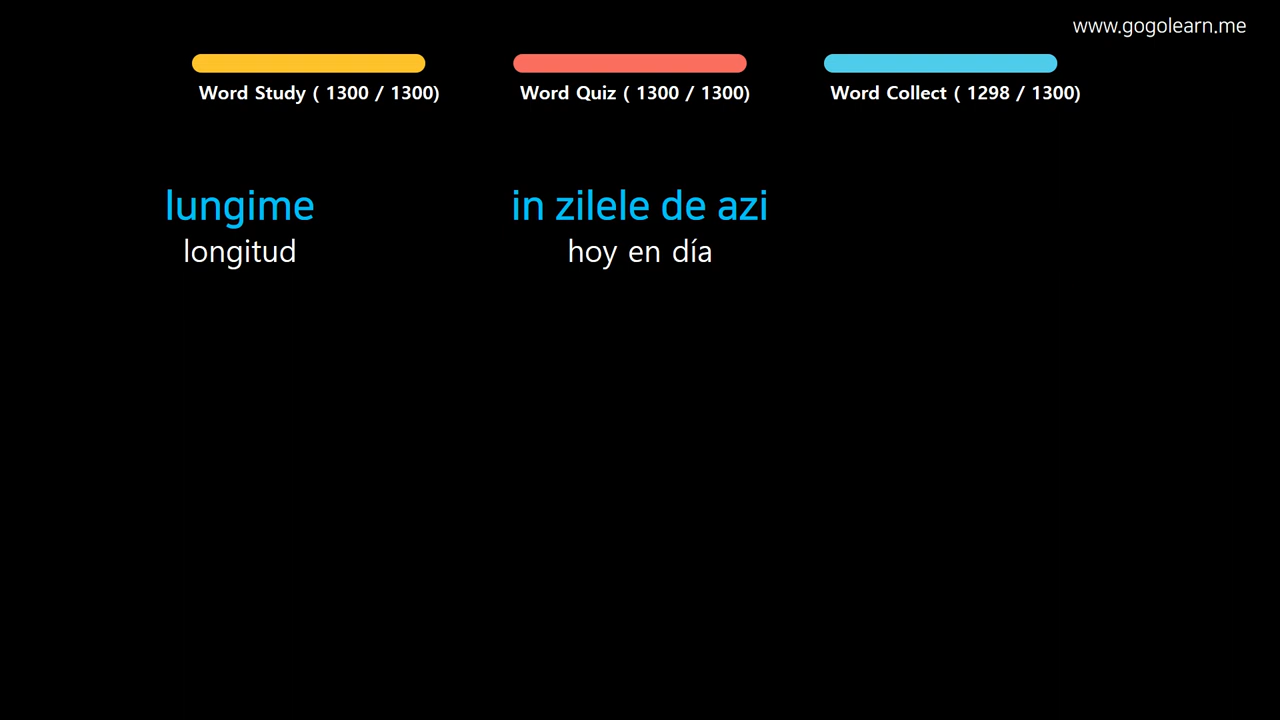 www.gogolearn.me
Word Study ( 1300 / 1300)
Word Quiz ( 1300 / 1300)
Word Collect ( 1298 / 1300)
lungime
longitud
in zilele de azi
hoy en día